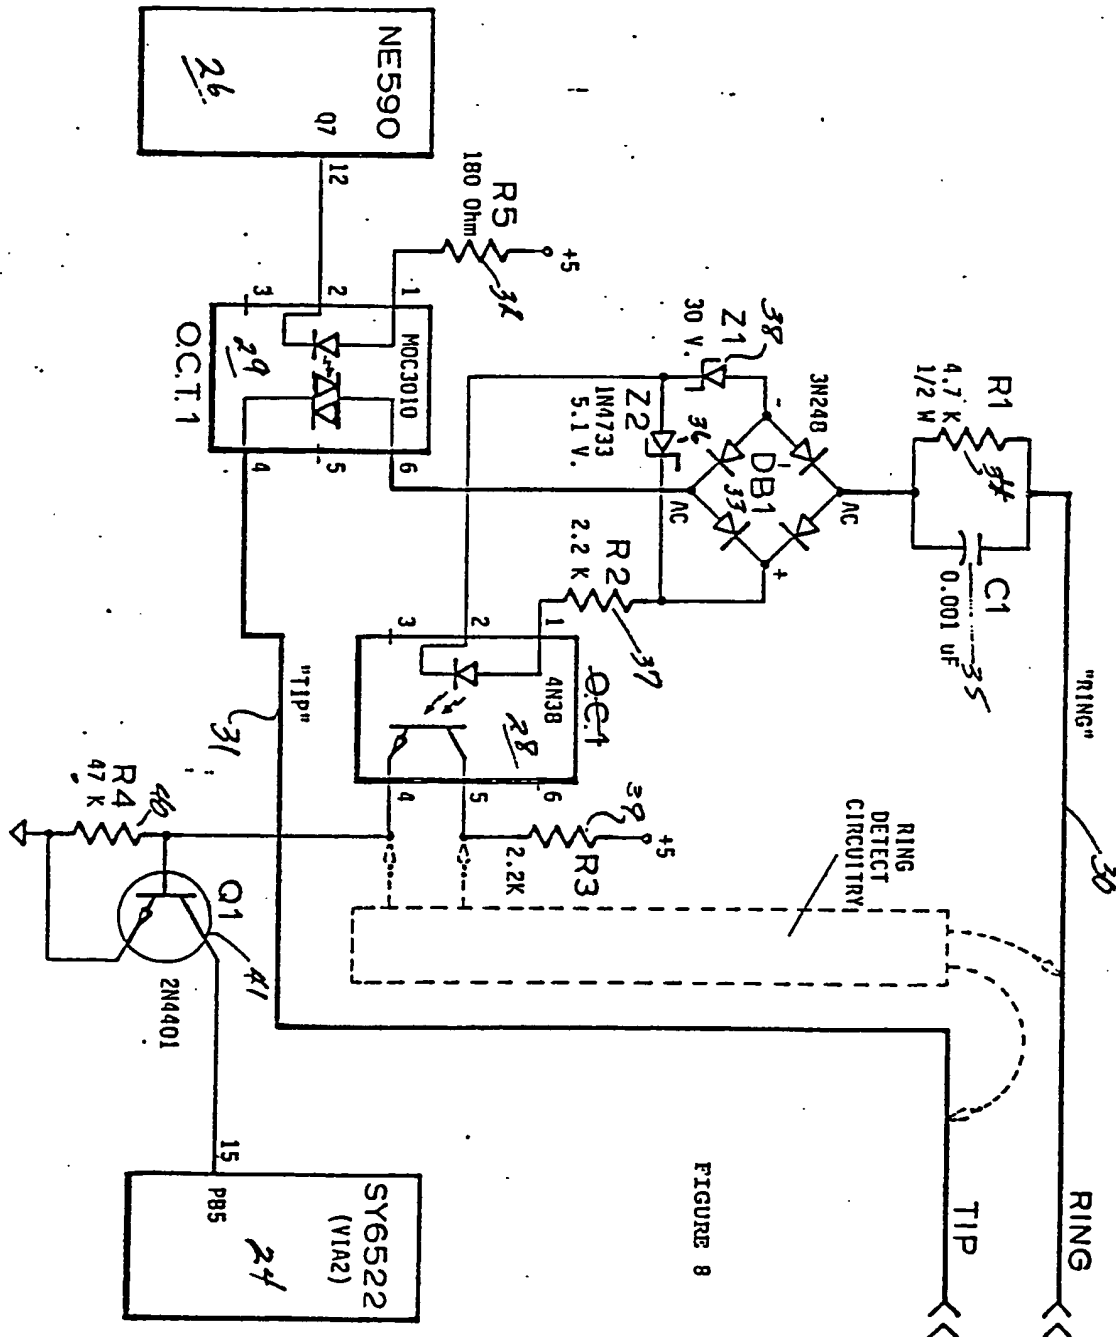 RING
TIP
FIGURE 8
"RING"
30
R1
4.7 K
1/2 W
34
C1
0.001 uF
35
3N248
AC
DB1
33
AC
-
+
38
Z1
30 V.
Z2
1N4733
5.1 V.
36
R2
2.2 K
37
+5
R5
180 Ohm
NE590
Q7
26
12
1
2
3
MOC3010
29
6
5
4
O.C.T.1
1
2
3
O.C.1
4N38
28
6
5
4
+5
39
R3
2.2K
RING
DETECT
CIRCUITRY
"TIP"
31
R4
47 K
40
Q1
41
2N4401
15
PB5
SY6522
(VIA2)
24